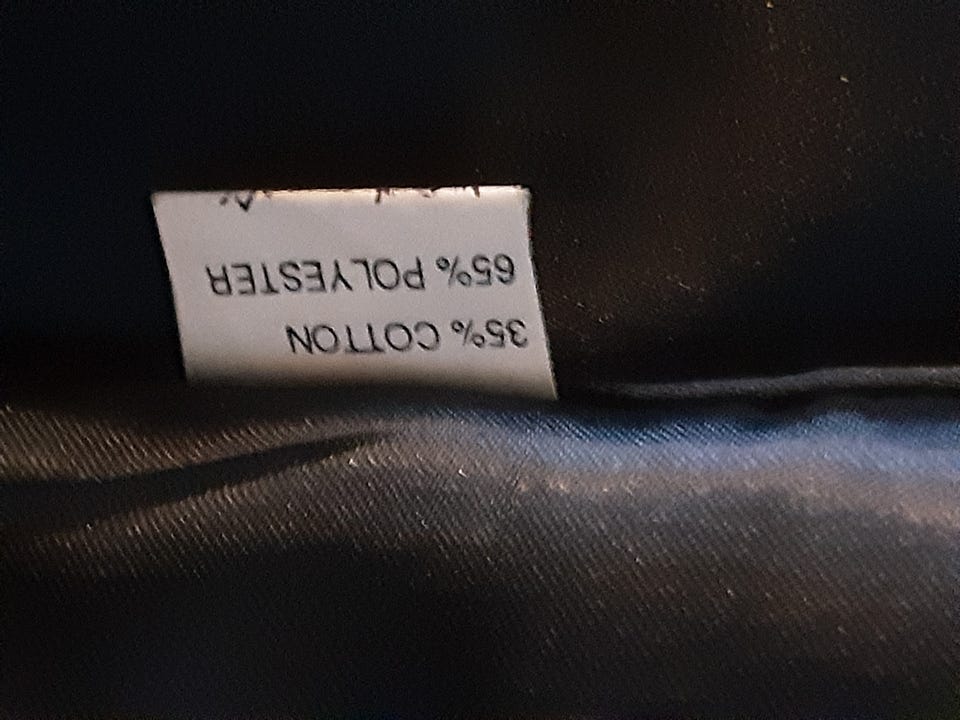 35% COTTON
65% POLYESTER